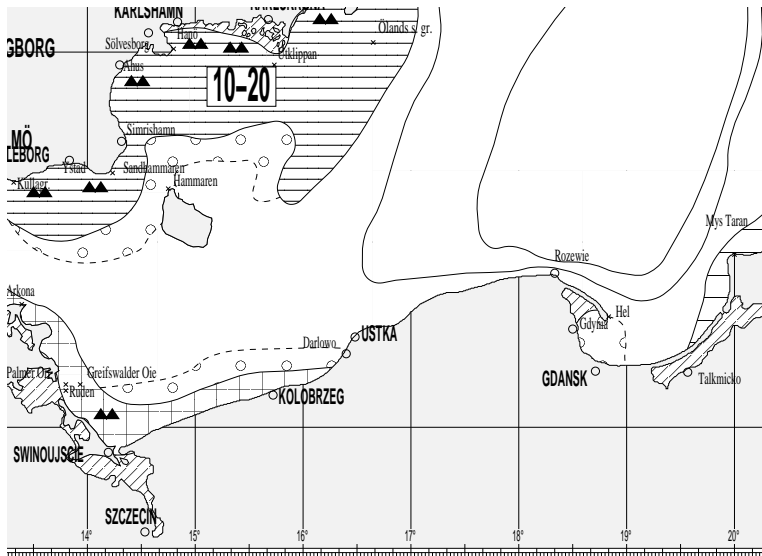 KARLSHAMN
Ölands s. gr.
Hanö
Sölvesborg
GBORG
Utklippan
Åhus
10–20
Simrishamn
MÖ
LEBORG
Ystad
Sandhammaren
Kullagr.
Hammaren
Mys Taran
Rozewie
Arkona
Hel
Gdynia
USTKA
Darlowo
Palmer Ort
Greifswalder Oie
GDANSK
Talkmicko
Ruden
KOLOBRZEG
SWINOUJSCIE
SZCZECIN
14° 15° 16° 17° 18° 19° 20°